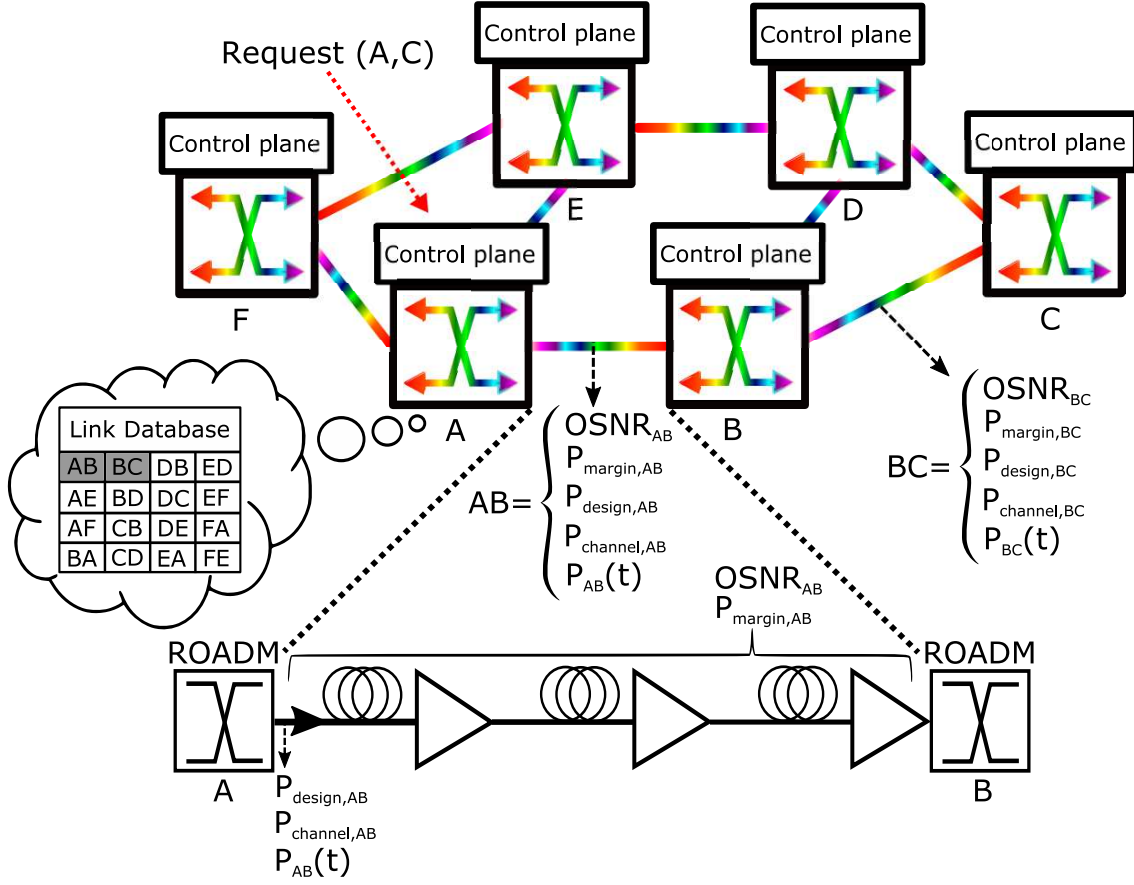 Control plane
Control plane
Request (A,C)
Control plane
Control plane
E
D
Control plane
Control plane
F
C
A
B
Link Database
AB BC DB ED
AE BD DC EF
AF CB DE FA
BA CD EA FE
AB=
OSNR_AB
P_margin,AB
P_design,AB
P_channel,AB
P_AB(t)
BC=
OSNR_BC
P_margin,BC
P_design,BC
P_channel,BC
P_BC(t)
OSNR_AB
P_margin,AB
ROADM
ROADM
A
B
P_design,AB
P_channel,AB
P_AB(t)